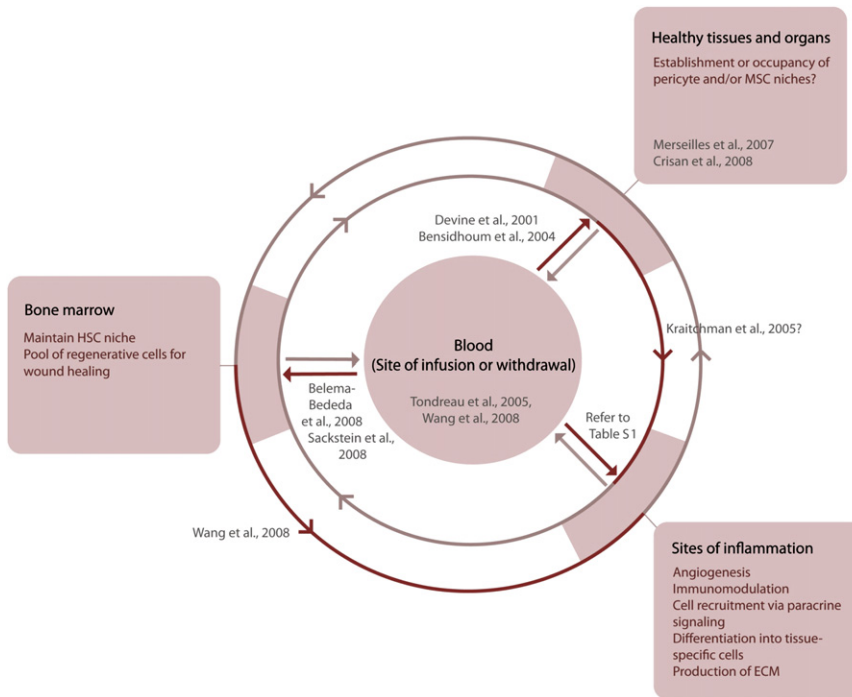 Healthy tissues and organs
Establishment or occupancy of
pericyte and/or MSC niches?
Merseilles et al., 2007
Crisan et al., 2008
Devine et al., 2001
Bensidhoum et al., 2004
Bone marrow
Maintain HSC niche
Pool of regenerative cells for
wound healing
Kraitchman et al., 2005?
Blood
(Site of infusion or withdrawal)
Tondreau et al., 2005,
Wang et al., 2008
Belema-
Bededa
et al., 2008
Sackstein et al.,
2008
Refer to
Table S1
Wang et al., 2008
Sites of inflammation
Angiogenesis
Immunomodulation
Cell recruitment via paracrine
signaling
Differentiation into tissue-
specific cells
Production of ECM